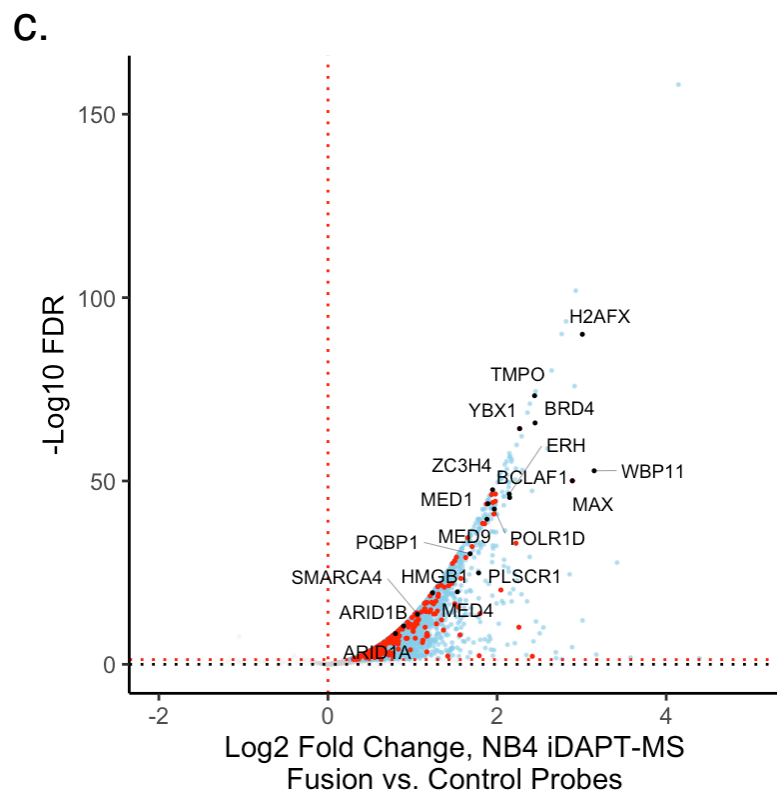 c.
150
100
50
0
-Log10 FDR
H2AFX
TMPO
YBX1
BRD4
ERH
ZC3H4
BCLAF1
WBP11
MED1
MAX
PQBP1
MED9
POLR1D
SMARCA4
HMGB1
PLSCR1
ARID1B
MED4
ARID1A
-2
0
2
4
Log2 Fold Change, NB4 iDAPT-MS
Fusion vs. Control Probes